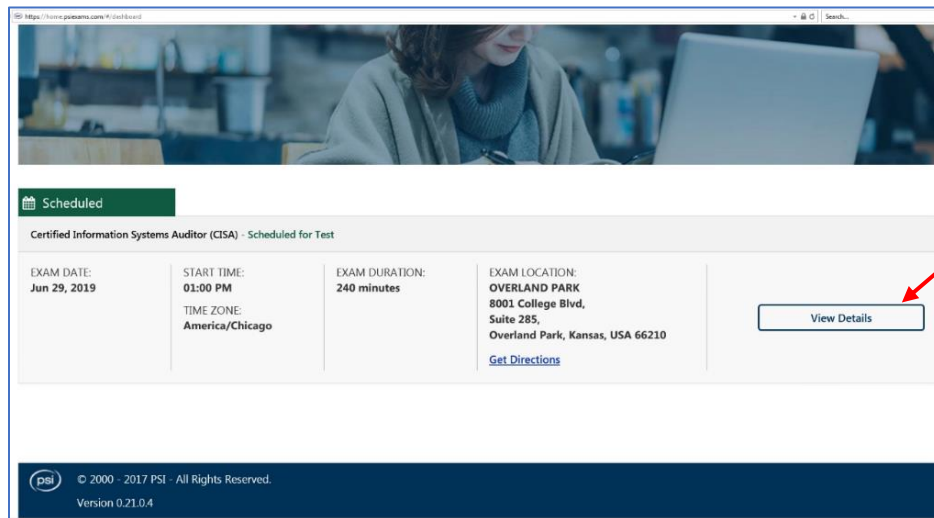 https://home.psiexams.com/#/dashboard
Search...
Scheduled
Certified Information Systems Auditor (CISA) - Scheduled for Test
EXAM DATE:
Jun 29, 2019
START TIME:
01:00 PM
TIME ZONE:
America/Chicago
EXAM DURATION:
240 minutes
EXAM LOCATION:
OVERLAND PARK
8001 College Blvd,
Suite 285,
Overland Park, Kansas, USA 66210
Get Directions
View Details
psi
© 2000 - 2017 PSI - All Rights Reserved.
Version 0.21.0.4